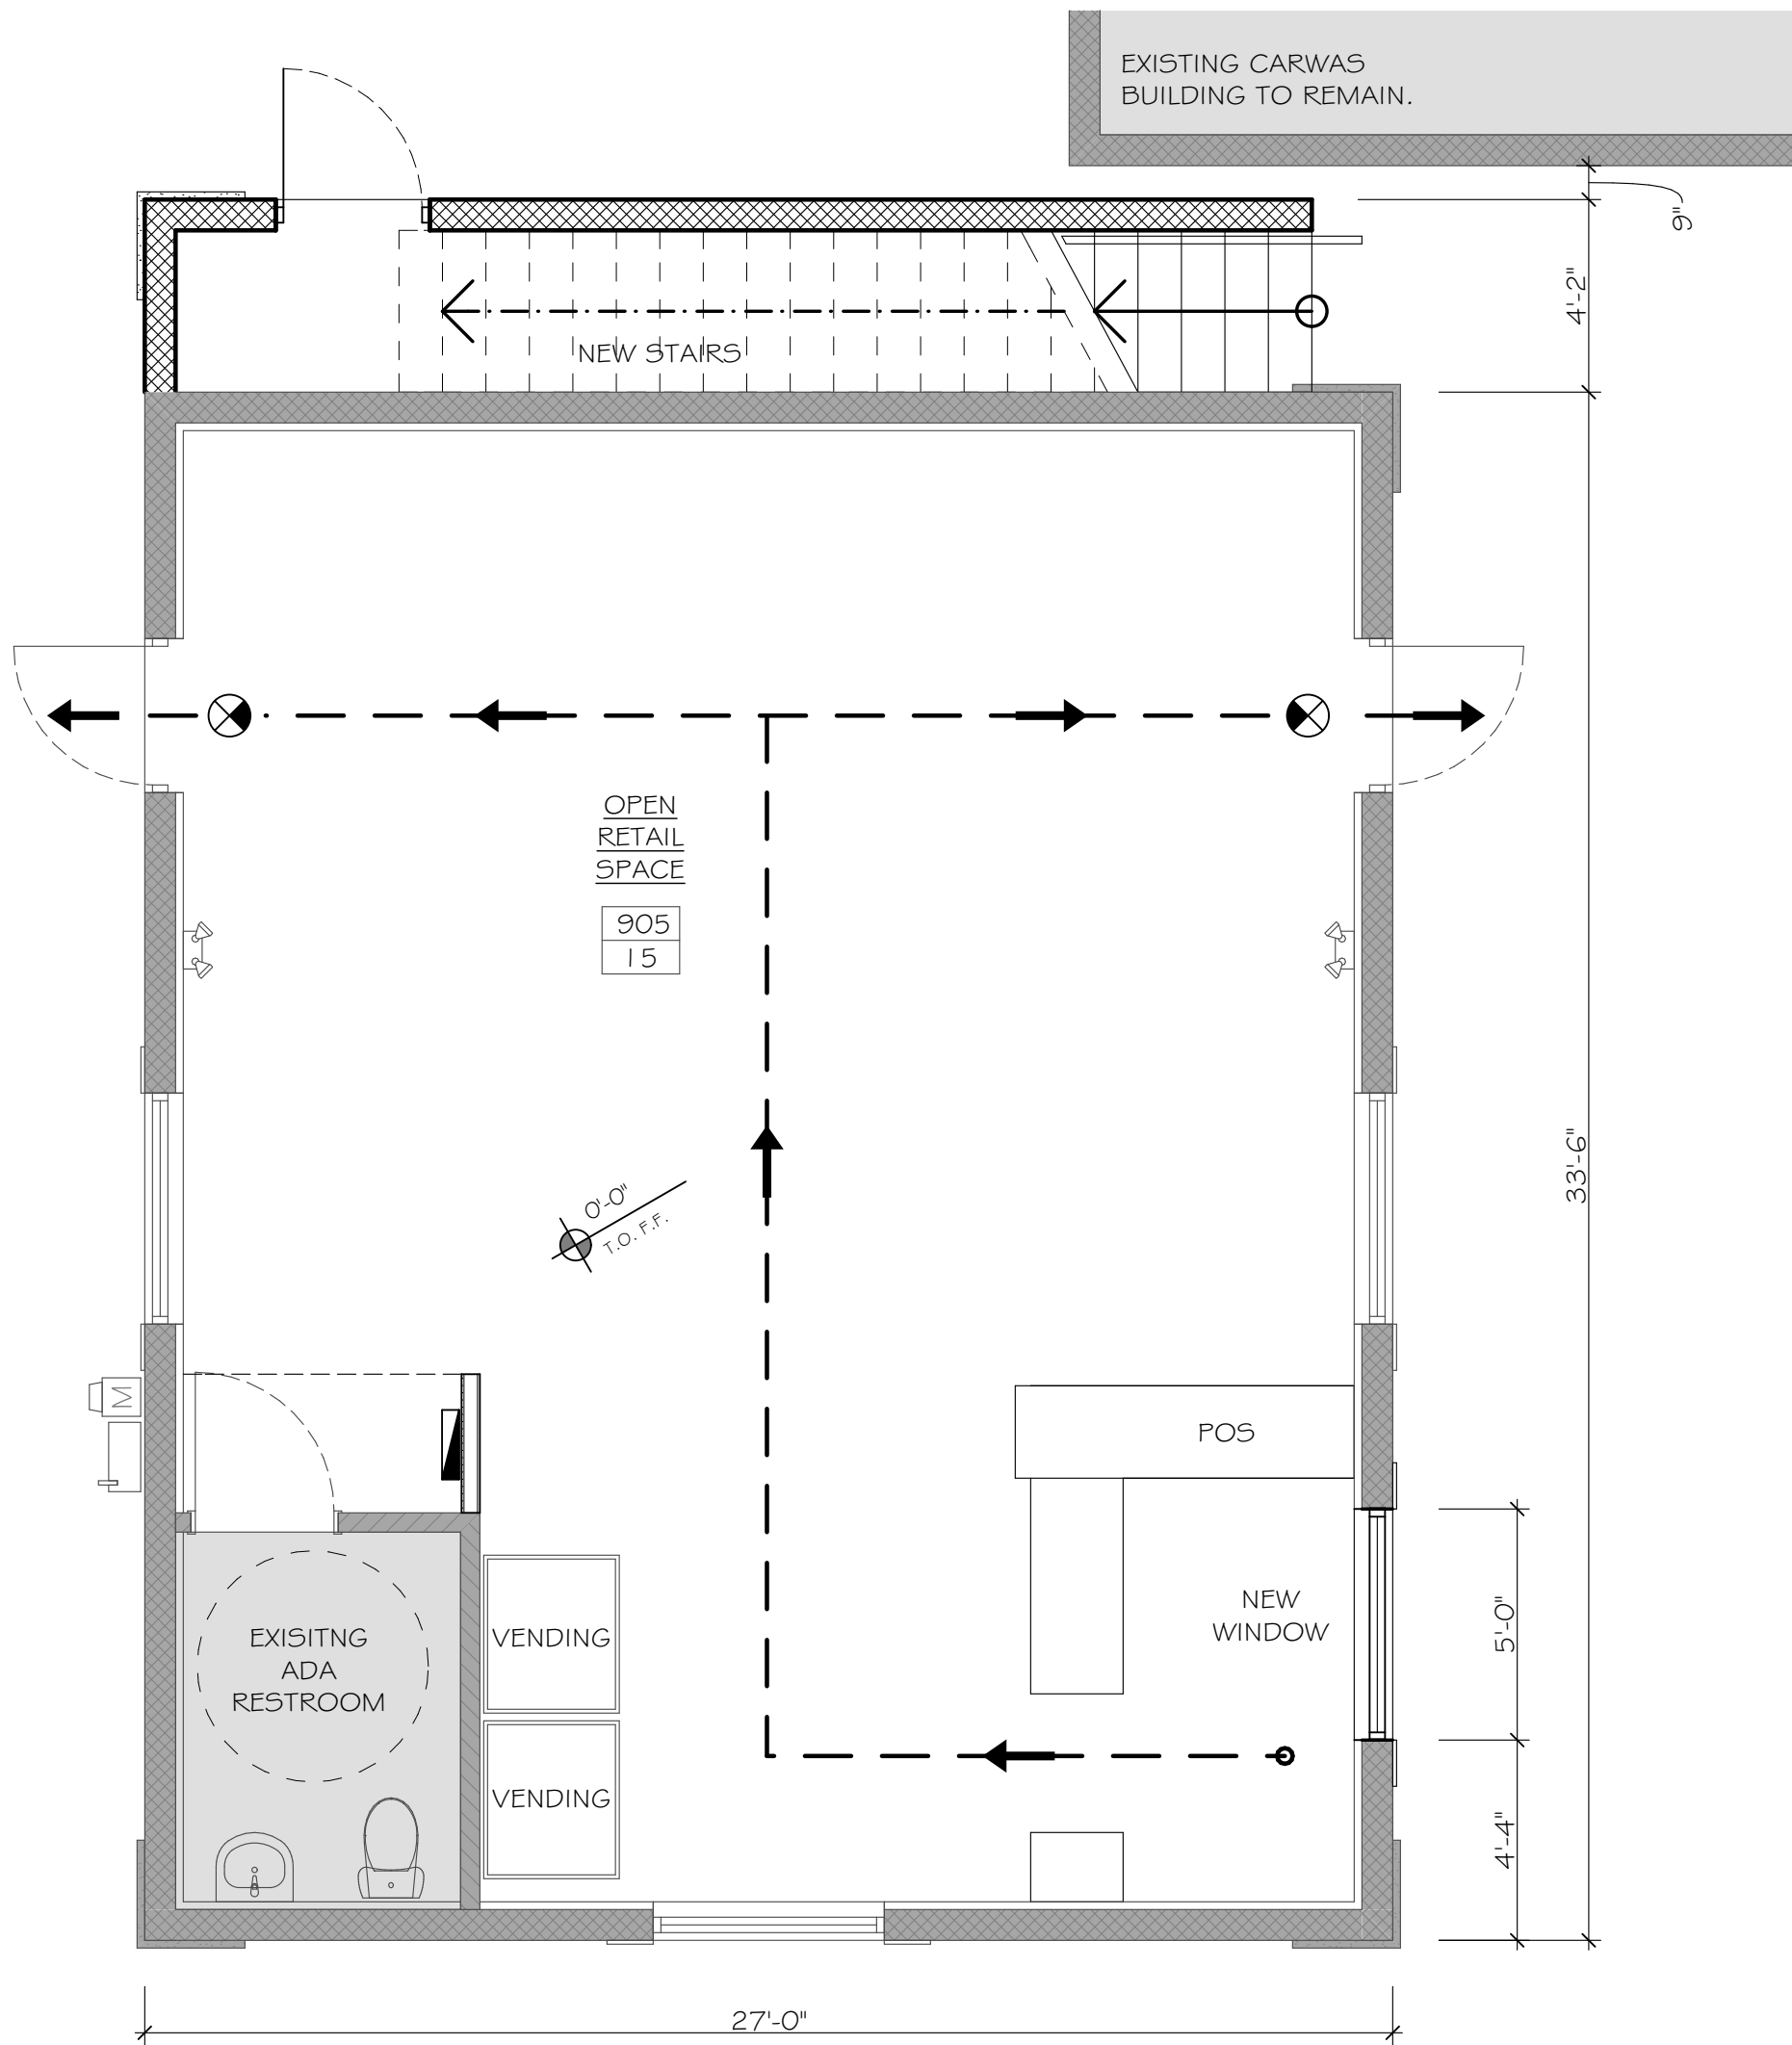 EXISTING CARWAS
BUILDING TO REMAIN.
9"
4'-2"
NEW STAIRS
OPEN
RETAIL
SPACE
905
15
33'-6"
0'-0"
T.O. F.F.
M
POS
NEW
WINDOW
5'-0"
EXISITNG
ADA
RESTROOM
VENDING
VENDING
4'-4"
27'-0"